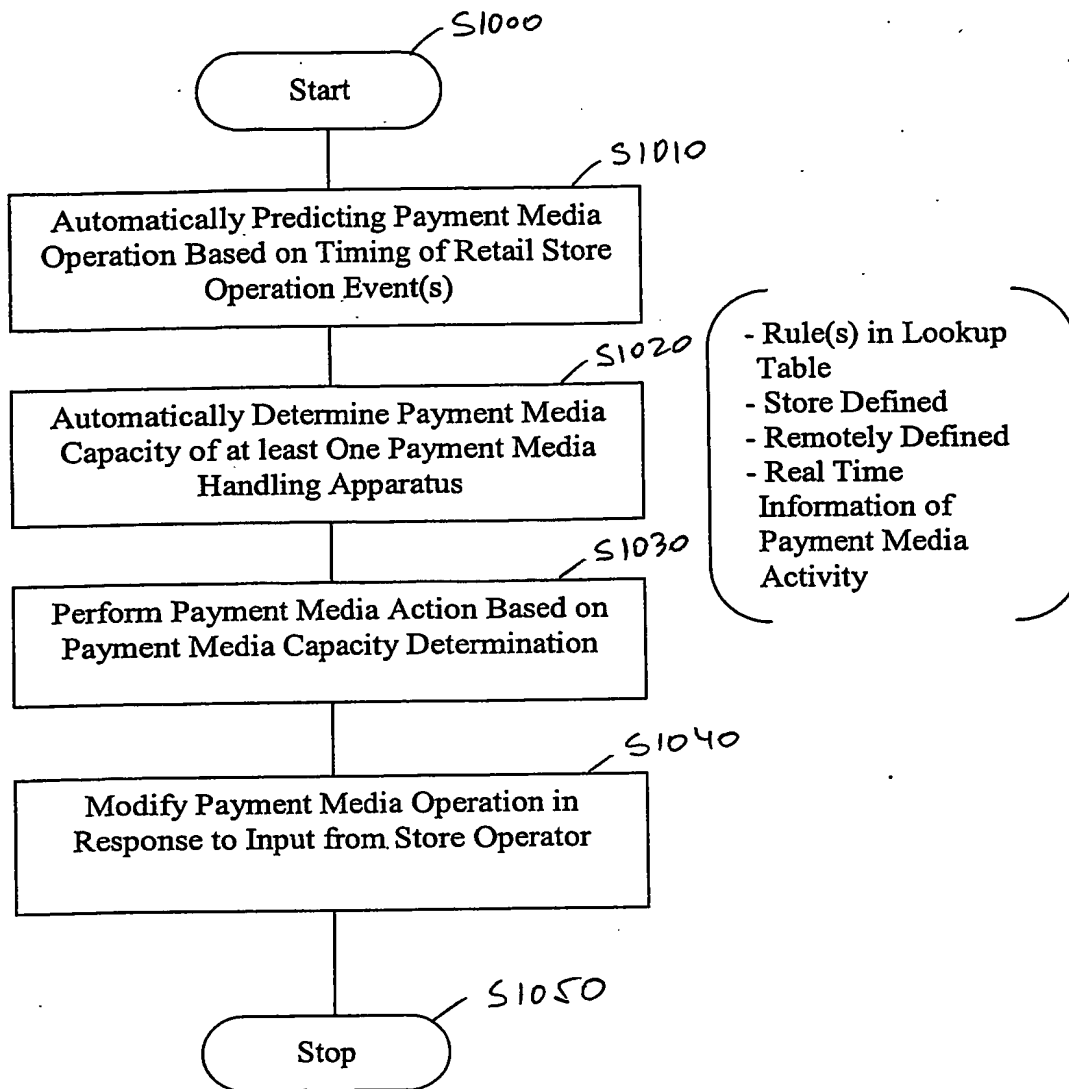 S1000
Start
S1010
Automatically Predicting Payment Media
Operation Based on Timing of Retail Store
Operation Event(s)
S1020
Automatically Determine Payment Media
Capacity of at least One Payment Media
Handling Apparatus
- Rule(s) in Lookup
Table
- Store Defined
- Remotely Defined
- Real Time
Information of
Payment Media
Activity
S1030
Perform Payment Media Action Based on
Payment Media Capacity Determination
S1040
Modify Payment Media Operation in
Response to Input from Store Operator
S1050
Stop